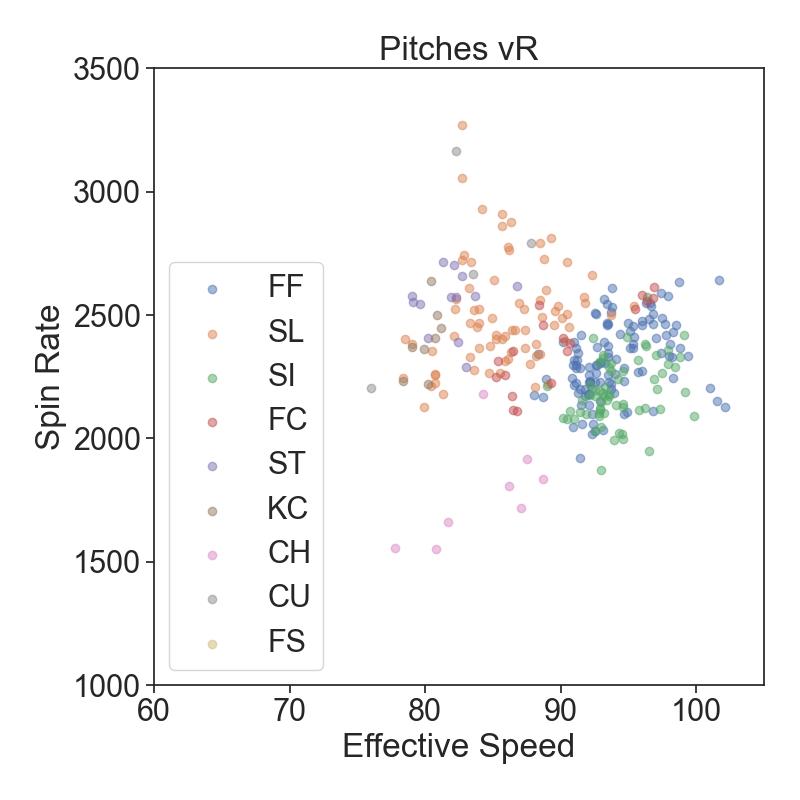 Pitches vR
3500
3000
2500
2000
1500
1000
Spin Rate
FF
SL
SI
FC
ST
KC
CH
CU
FS
60 70 80 90 100
Effective Speed